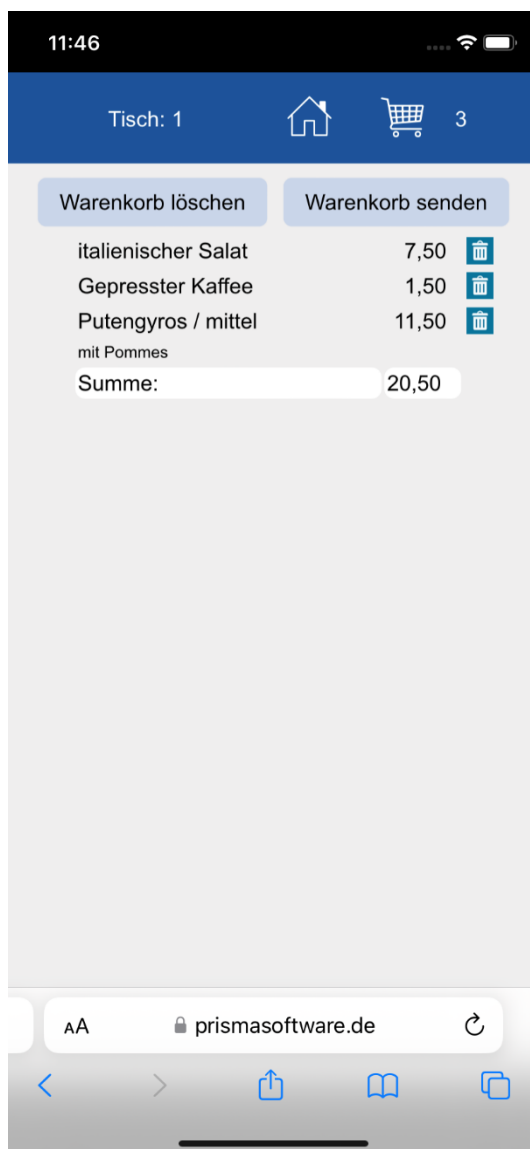 11:46
Tisch: 1 3
Warenkorb löschen Warenkorb senden
italienischer Salat 7,50
Gepresster Kaffee 1,50
Putengyros / mittel 11,50
mit Pommes
Summe: 20,50
AA prismasoftware.de